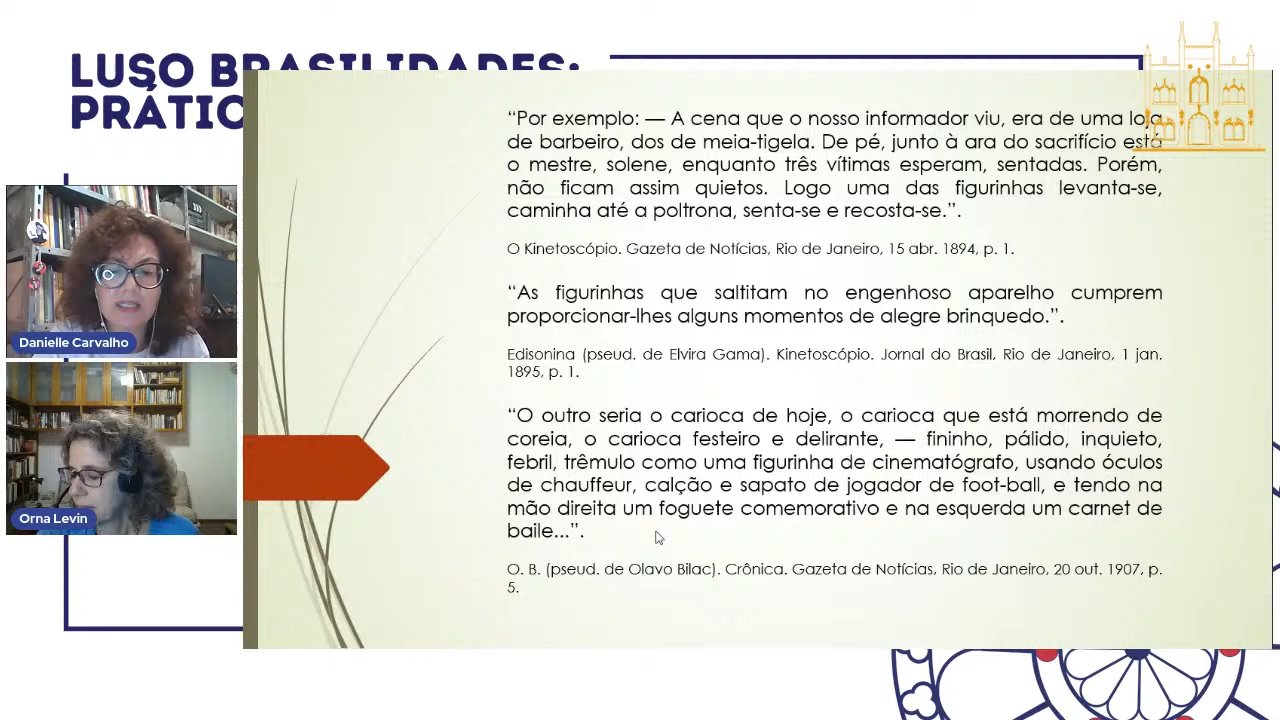 LUSO BRASILIDADES:
PRÁTIC
“Por exemplo: — A cena que o nosso informador viu, era de uma loja
de barbeiro, dos de meia-tigela. De pé, junto à ara do sacrifício está
o mestre, solene, enquanto três vítimas esperam, sentadas. Porém,
não ficam assim quietos. Logo uma das figurinhas levanta-se,
caminha até a poltrona, senta-se e recosta-se.”.
O Kinetoscópio. Gazeta de Notícias, Rio de Janeiro, 15 abr. 1894, p. 1.
“As figurinhas que saltitam no engenhoso aparelho cumprem
proporcionar-lhes alguns momentos de alegre brinquedo.”.
Edisonina (pseud. de Elvira Gama). Kinetoscópio. Jornal do Brasil, Rio de Janeiro, 1 jan.
1895, p. 1.
“O outro seria o carioca de hoje, o carioca que está morrendo de
coreia, o carioca festeiro e delirante, — fininho, pálido, inquieto,
febril, trêmulo como uma figurinha de cinematógrafo, usando óculos
de chauffeur, calção e sapato de jogador de foot-ball, e tendo na
mão direita um foguete comemorativo e na esquerda um carnet de
baile...”.
O. B. (pseud. de Olavo Bilac). Crônica. Gazeta de Notícias, Rio de Janeiro, 20 out. 1907, p.
5.
Danielle Carvalho
Orna Levin